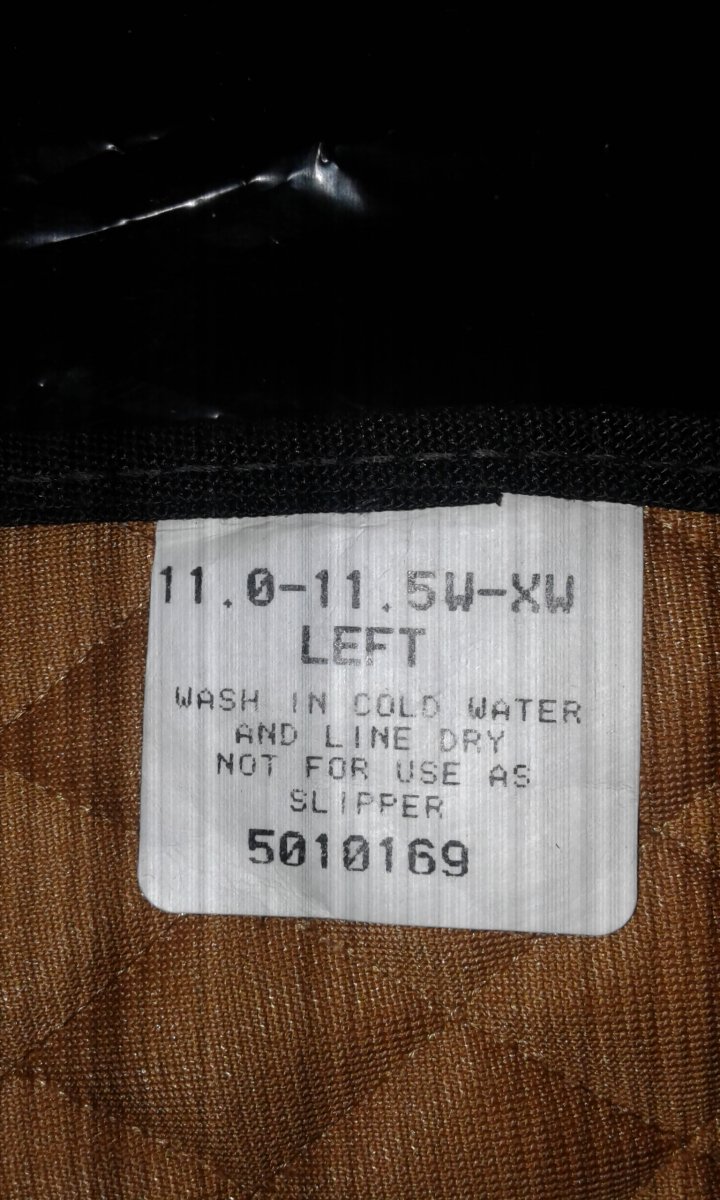 11.0-11.5W-XW
LEFT
WASH IN COLD WATER
AND LINE DRY
NOT FOR USE AS
SLIPPER
5010169